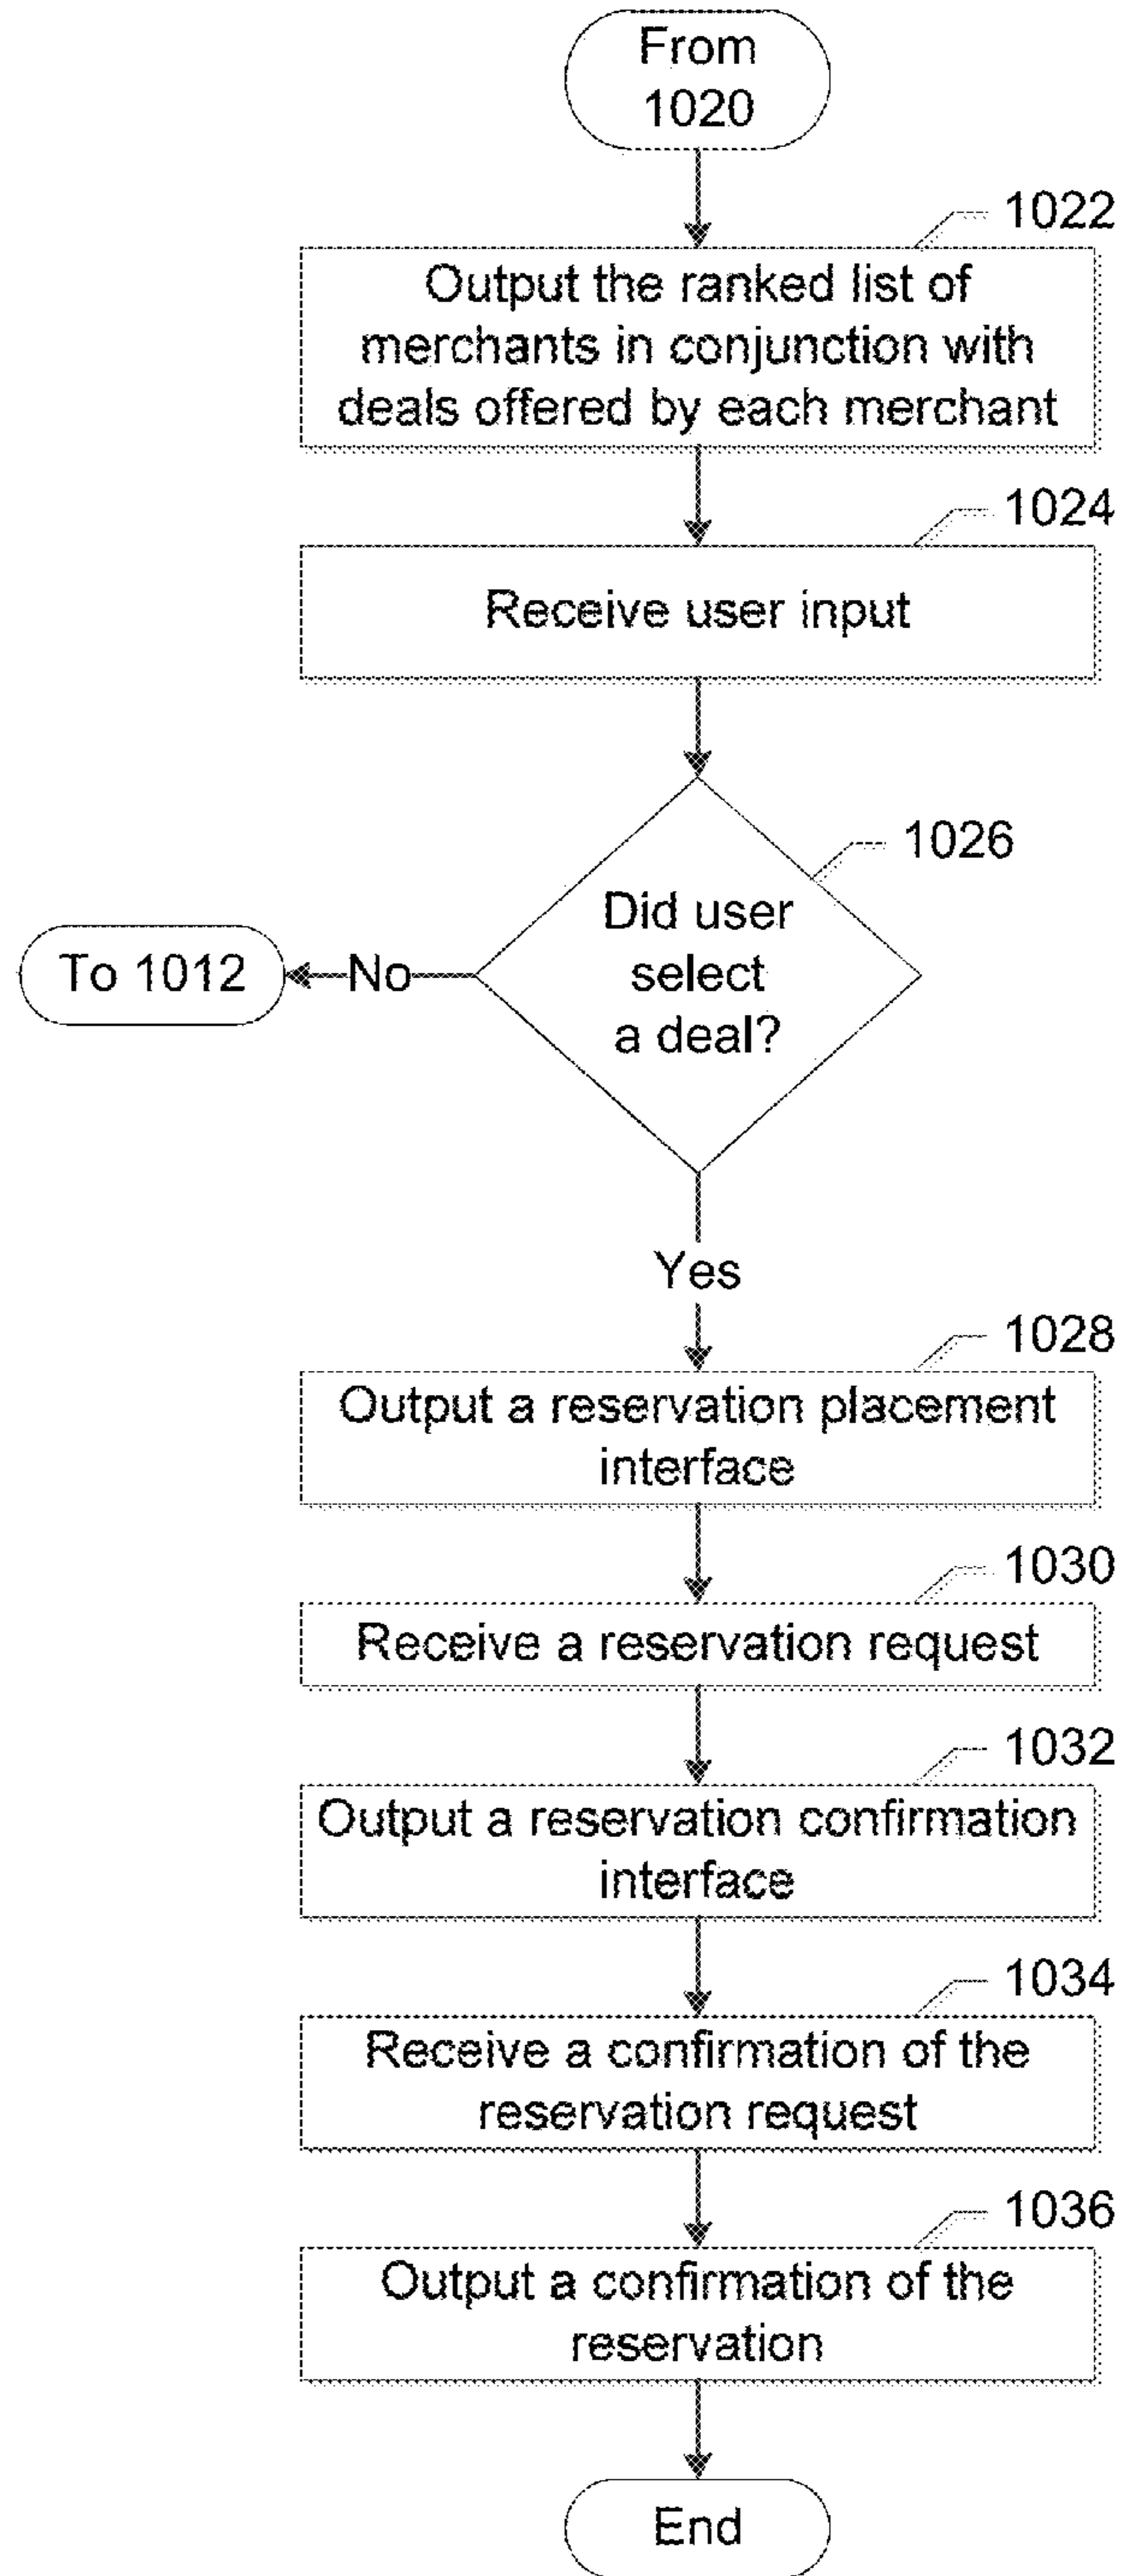 From
1020
1022
Output the ranked list of
merchants in conjunction with
deals offered by each merchant
1024
Receive user input
1026
Did user
select
a deal?
To 1012
No
Yes
1028
Output a reservation placement
interface
1030
Receive a reservation request
1032
Output a reservation confirmation
interface
1034
Receive a confirmation of the
reservation request
1036
Output a confirmation of the
reservation
End